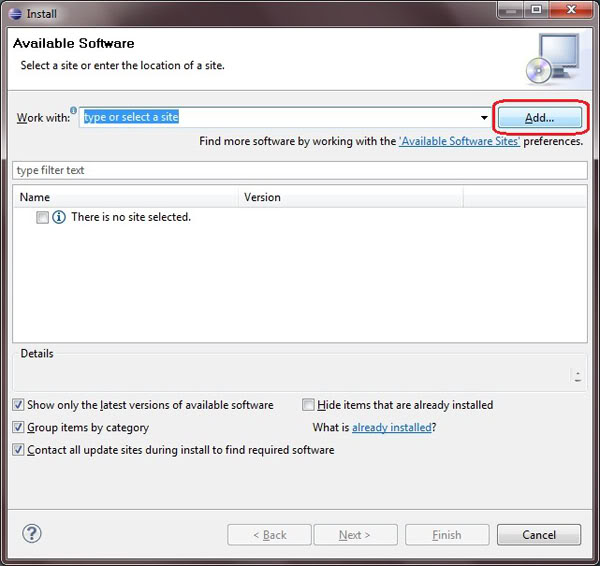 Install
Available Software
Select a site or enter the location of a site.
Work with: type or select a site Add...
Find more software by working with the 'Available Software Sites' preferences.
type filter text
Name Version
There is no site selected.
Details
Show only the latest versions of available software Hide items that are already installed
Group items by category What is already installed?
Contact all update sites during install to find required software
? < Back Next > Finish Cancel